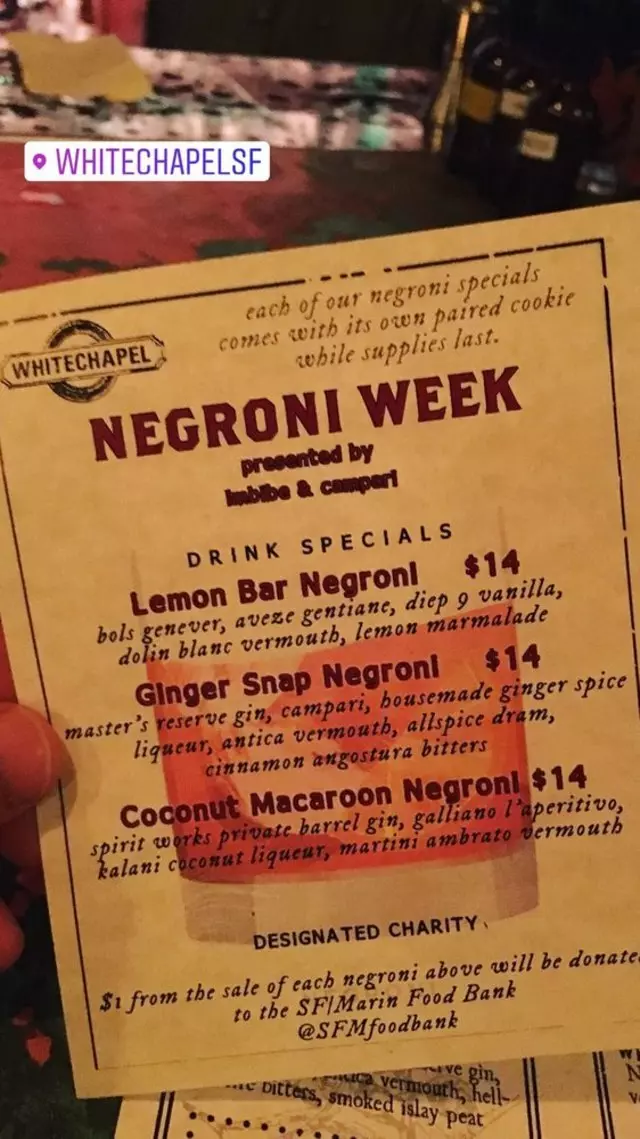 WHITECHAPELSF
each of our negroni specials
comes with its own paired cookie
while supplies last.
WHITECHAPEL
NEGRONI WEEK
presented by
Imbibe & campari
DRINK SPECIALS
Lemon Bar Negroni $14
bols genever, aveze gentiane, diep 9 vanilla,
dolin blanc vermouth, lemon marmalade
Ginger Snap Negroni $14
master's reserve gin, campari, housemade ginger spice
liqueur, antica vermouth, allspice dram,
cinnamon angostura bitters
Coconut Macaroon Negroni $14
spirit works private barrel gin, galliano l'aperitivo,
kalani coconut liqueur, martini ambrato vermouth
DESIGNATED CHARITY
$1 from the sale of each negroni above will be donate
to the SF/Marin Food Bank
@SFMfoodbank
gin,
vermouth, hell-
bitters, smoked islay peat